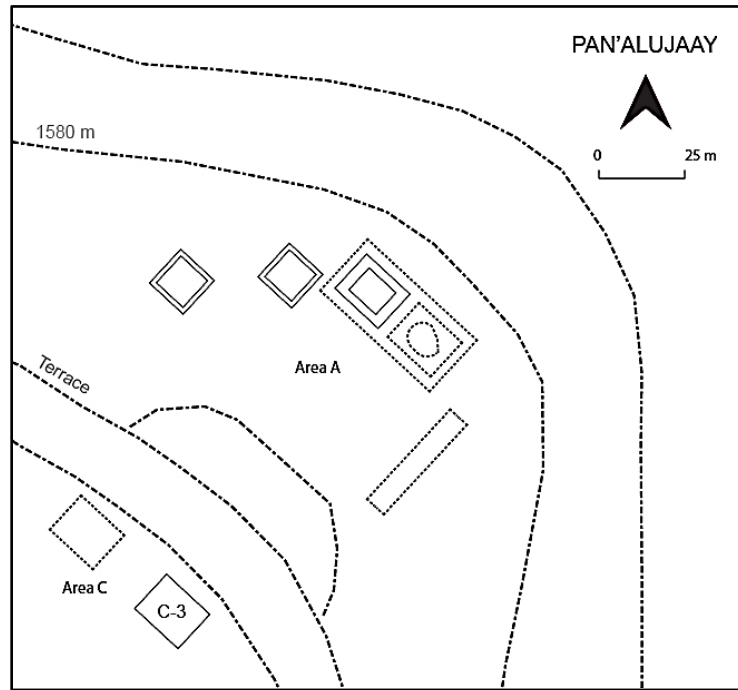 PAN'ALUJAAY
1580 m
0 25 m
Area A
Terrace
Area C
C-3